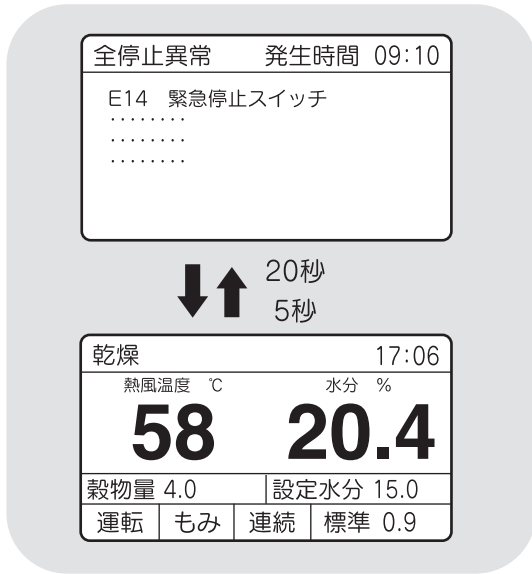 全停止異常 発生時間 09:10
E14 緊急停止スイッチ
........
........
........
20秒
5秒
乾燥 17:06
熱風温度 ℃ 水分 %
58 20.4
穀物量 4.0 設定水分 15.0
運転 もみ 連続 標準 0.9